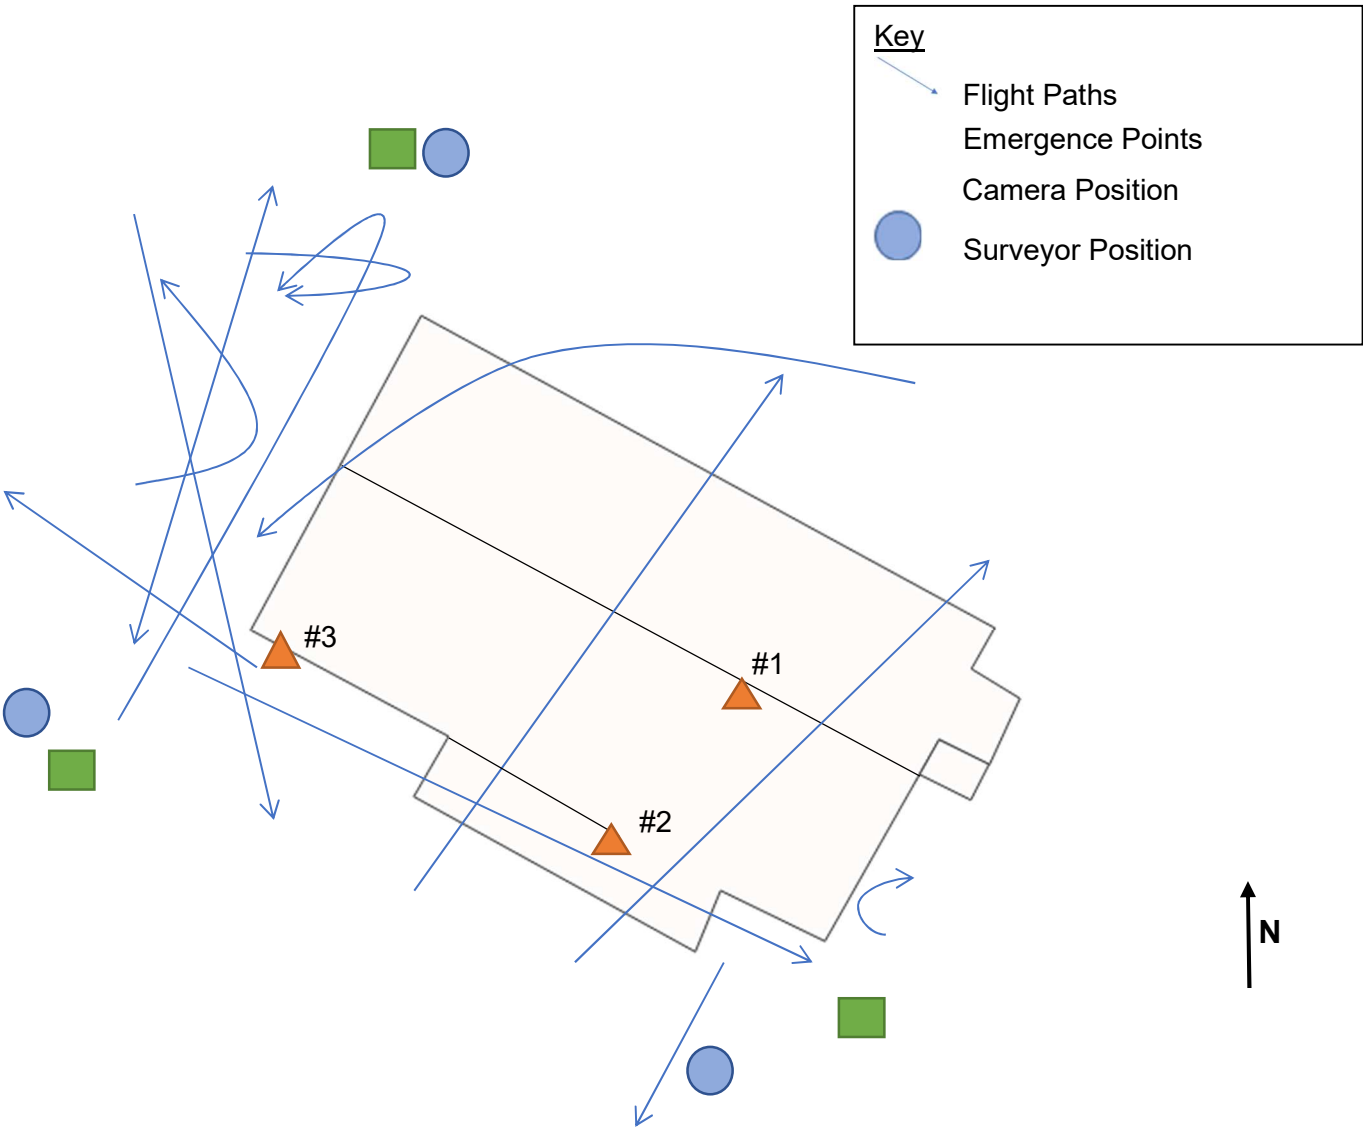 Key
Flight Paths
Emergence Points
Camera Position
Surveyor Position
#3
#1
#2
N